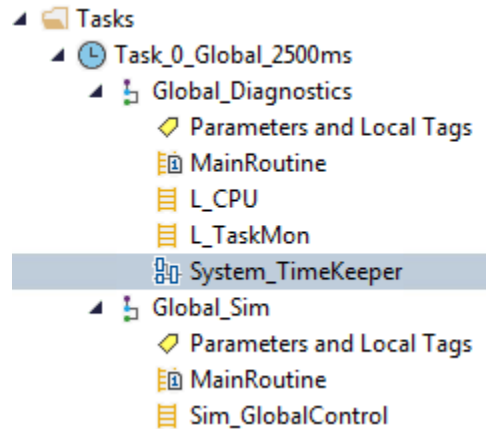 Tasks
Task_0_Global_2500ms
Global_Diagnostics
Parameters and Local Tags
MainRoutine
L_CPU
L_TaskMon
System_TimeKeeper
Global_Sim
Parameters and Local Tags
MainRoutine
Sim_GlobalControl